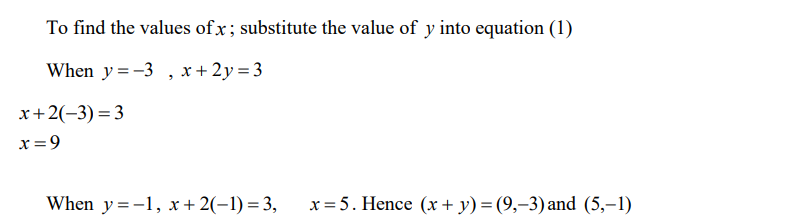 To find the values of x; substitute the value of y into equation (1)
When y = −3 , x + 2y = 3
x + 2(−3) = 3
x = 9
When y = −1, x + 2(−1) = 3, x = 5. Hence (x + y) = (9,−3) and (5,−1)